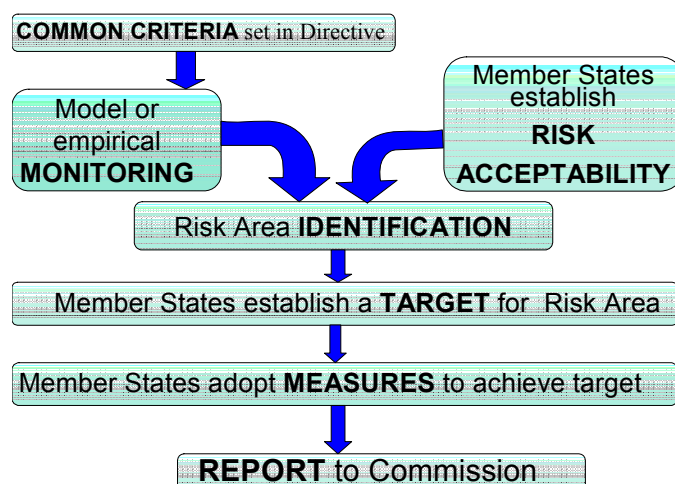 COMMON CRITERIA set in Directive
Model or
empirical
MONITORING
Member States
establish
RISK
ACCEPTABILITY
Risk Area IDENTIFICATION
Member States establish a TARGET for Risk Area
Member States adopt MEASURES to achieve target
REPORT to Commission